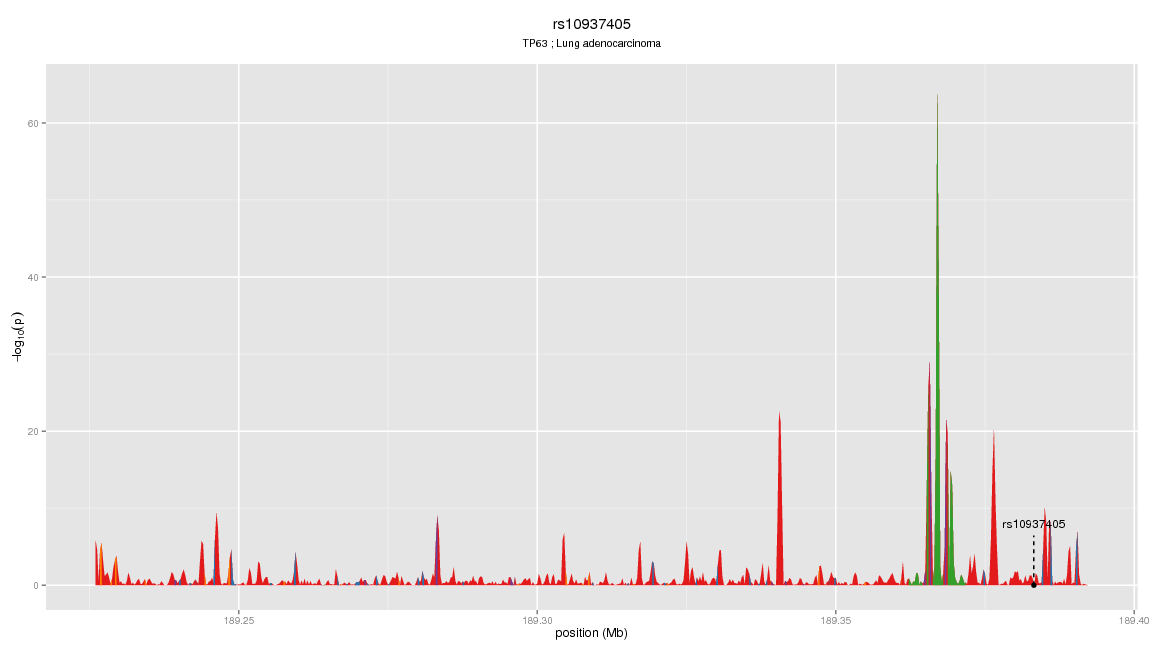 rs10937405
TP63 ; Lung adenocarcinoma
60
40
20
0
−log10(p)
rs10937405
189.25
189.30
189.35
189.40
position (Mb)